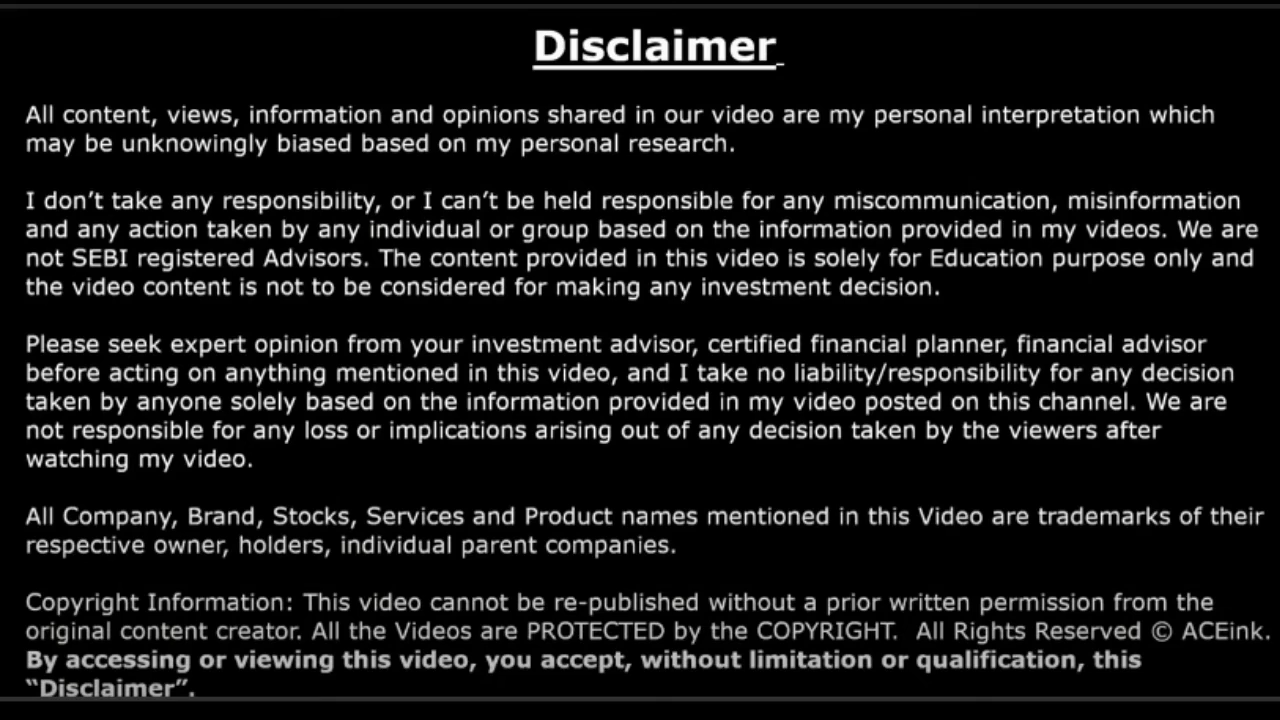 Disclaimer
All content, views, information and opinions shared in our video are my personal interpretation which
may be unknowingly biased based on my personal research.
I don’t take any responsibility, or I can’t be held responsible for any miscommunication, misinformation
and any action taken by any individual or group based on the information provided in my videos. We are
not SEBI registered Advisors. The content provided in this video is solely for Education purpose only and
the video content is not to be considered for making any investment decision.
Please seek expert opinion from your investment advisor, certified financial planner, financial advisor
before acting on anything mentioned in this video, and I take no liability/responsibility for any decision
taken by anyone solely based on the information provided in my video posted on this channel. We are
not responsible for any loss or implications arising out of any decision taken by the viewers after
watching my video.
All Company, Brand, Stocks, Services and Product names mentioned in this Video are trademarks of their
respective owner, holders, individual parent companies.
Copyright Information: This video cannot be re-published without a prior written permission from the
original content creator. All the Videos are PROTECTED by the COPYRIGHT.  All Rights Reserved © ACEink.
By accessing or viewing this video, you accept, without limitation or qualification, this
“Disclaimer”.